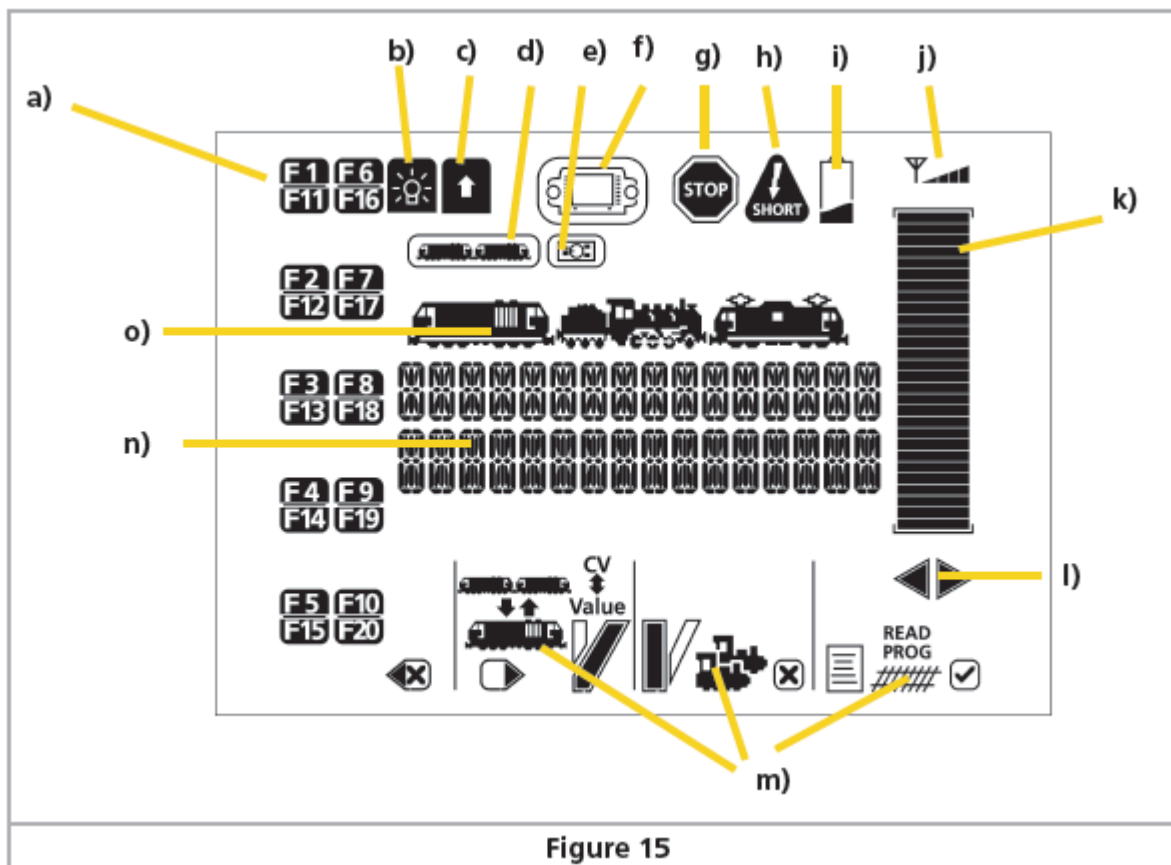 a) b) c) d) e) f) g) h) i) j)
F1 F6
F11 F16
STOP
SHORT
k)
F2 F7
F12 F17
o)
F3 F8
F13 F18
n)
F4 F9
F14 F19
CV
Value
l)
F5 F10
F15 F20
READ
PROG
m)
Figure 15